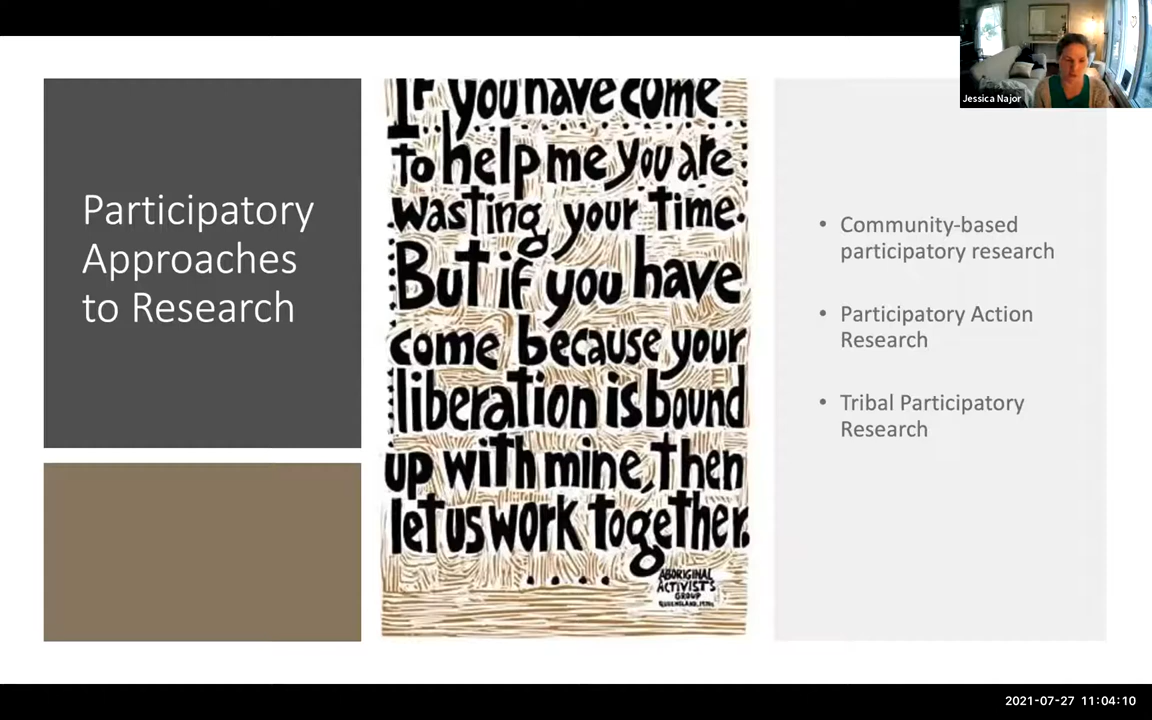 Jessica Najor
Participatory
Approaches
to Research
If you have come
to help me you are
wasting your time.
But if you have
come because your
liberation is bound
up with mine, then
let us work together.
ABORIGINAL
ACTIVISTS
GROUP
QUEENSLAND, 1970s
• Community-based
participatory research
• Participatory Action
Research
• Tribal Participatory
Research
2021-07-27 11:04:10